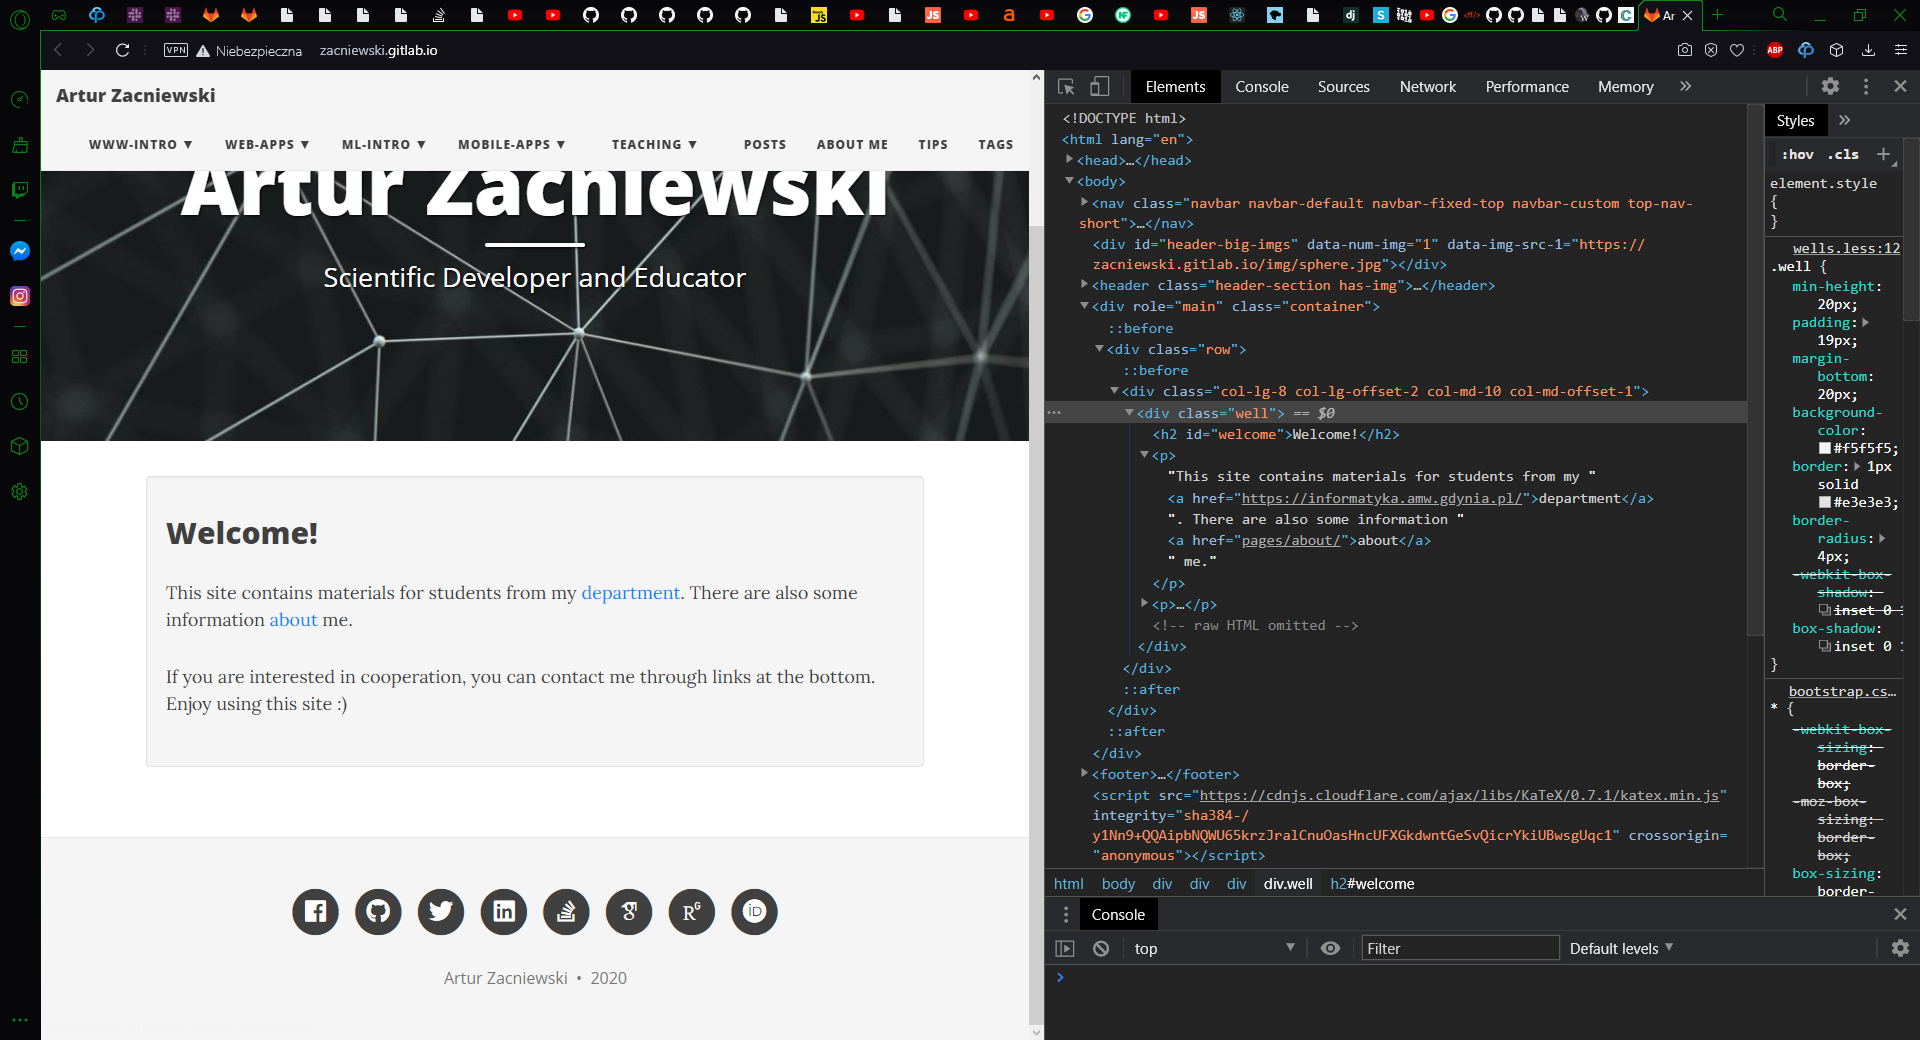 Ar
VPN Niebezpieczna zacniewski.gitlab.io
ABP
Artur Zacniewski
WWW-INTRO ▼ WEB-APPS ▼ ML-INTRO ▼ MOBILE-APPS ▼ TEACHING ▼ POSTS ABOUT ME TIPS TAGS
Artur Zacniewski
Scientific Developer and Educator
Welcome!
This site contains materials for students from my department. There are also some
information about me.
If you are interested in cooperation, you can contact me through links at the bottom.
Enjoy using this site :)
Artur Zacniewski • 2020
Elements Console Sources Network Performance Memory »
<!DOCTYPE html>
<html lang="en">
<head>…</head>
<body>
<nav class="navbar navbar-default navbar-fixed-top navbar-custom top-nav-
short">…</nav>
<div id="header-big-imgs" data-num-img="1" data-img-src-1="https://
zacniewski.gitlab.io/img/sphere.jpg"></div>
<header class="header-section has-img">…</header>
<div role="main" class="container">
::before
<div class="row">
::before
<div class="col-lg-8 col-lg-offset-2 col-md-10 col-md-offset-1">
<div class="well"> == $0
<h2 id="welcome">Welcome!</h2>
<p>
"This site contains materials for students from my "
<a href="https://informatyka.amw.gdynia.pl/">department</a>
". There are also some information "
<a href="pages/about/">about</a>
" me."
</p>
<p>…</p>
<!-- raw HTML omitted -->
</div>
</div>
::after
</div>
::after
</div>
<footer>…</footer>
<script src="https://cdnjs.cloudflare.com/ajax/libs/KaTeX/0.7.1/katex.min.js"
integrity="sha384-/
y1Nn9+QQAipbNQWU65krzJralCnuOasHncUFXGkdwntGeSvQicrYkiUBwsgUqc1" crossorigin=
"anonymous"></script>
html body div div div div.well h2#welcome
Styles »
:hov .cls +
element.style
{
}
wells.less:12
.well {
min-height:
20px;
padding:
19px;
margin-
bottom:
20px;
background-
color:
#f5f5f5;
border: 1px
solid
#e3e3e3;
border-
radius:
4px;
-webkit-box-
shadow:
inset 0 1
box-shadow:
inset 0 1
}
bootstrap.cs…
* {
-webkit-box-
sizing:
border-
box;
-moz-box-
sizing:
border-
box;
box-sizing:
border-
Console
top ▼ Filter Default levels ▼
>